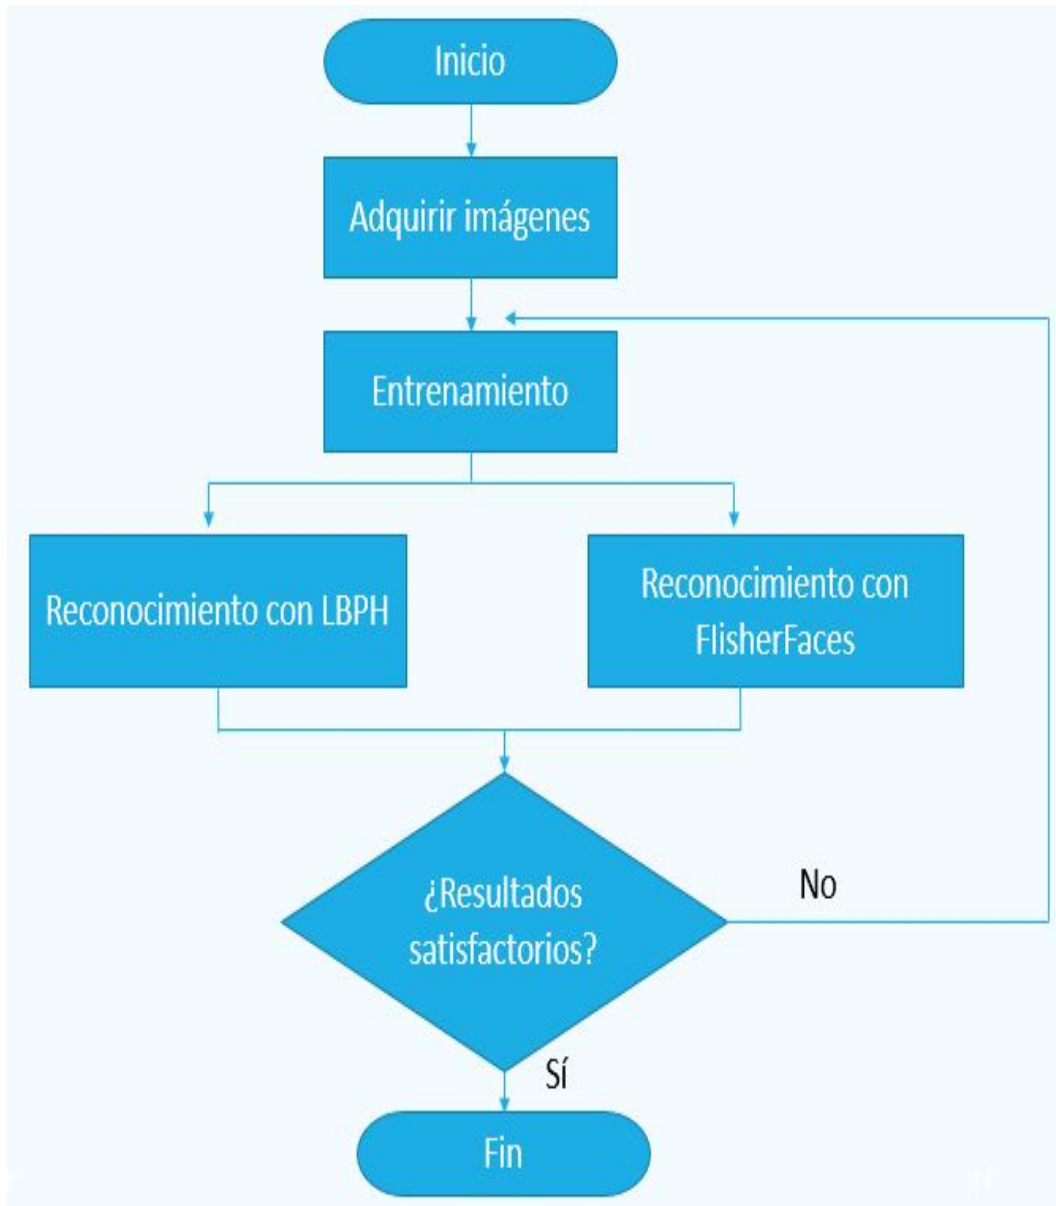 Inicio
Adquirir imágenes
Entrenamiento
Reconocimiento con LBPH
Reconocimiento con
FlisherFaces
¿Resultados
satisfactorios?
No
Sí
Fin